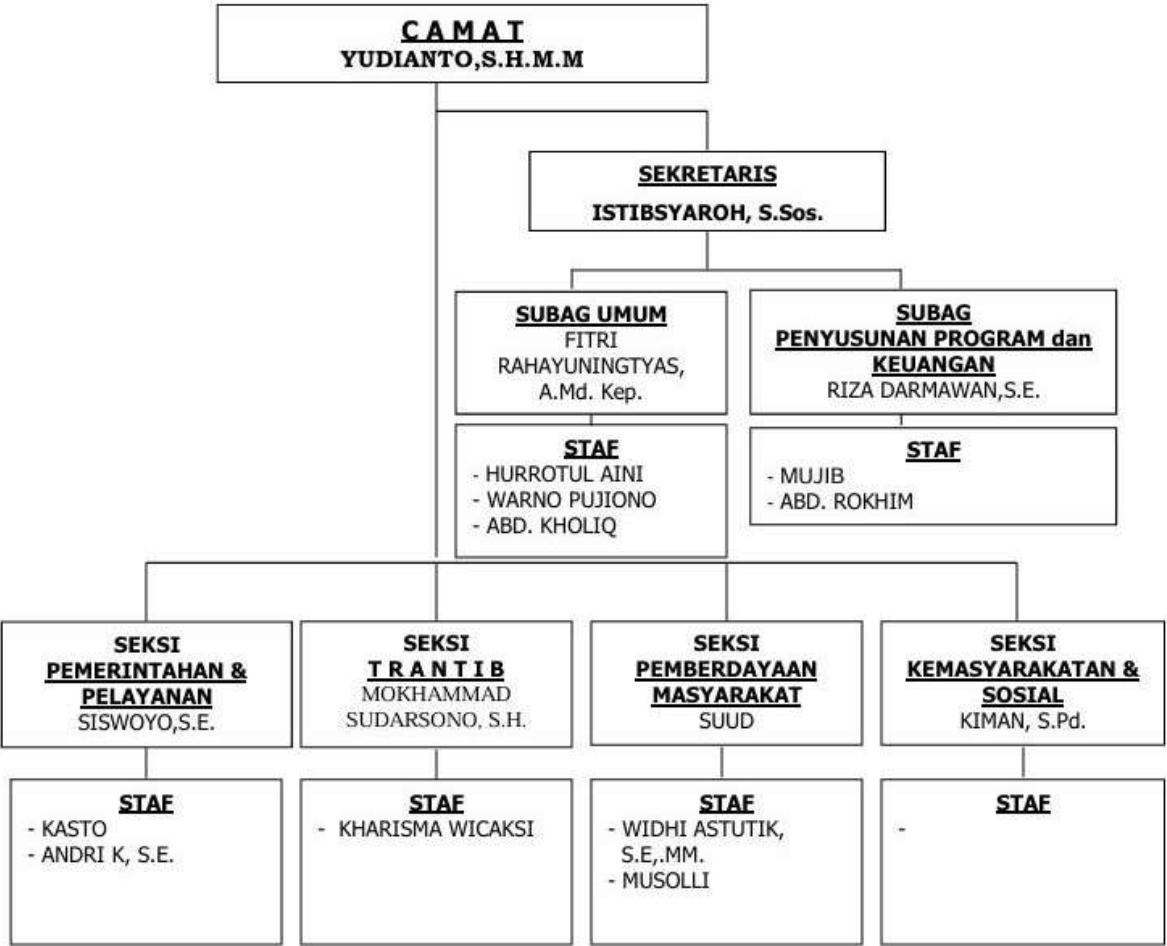 C A M A T
YUDIANTO,S.H.M.M
SEKRETARIS
ISTIBSYAROH, S.Sos.
SUBAG UMUM
FITRI
RAHAYUNINGTYAS,
A.Md. Kep.
SUBAG
PENYUSUNAN PROGRAM dan
KEUANGAN
RIZA DARMAWAN,S.E.
STAF
- HURROTUL AINI
- WARNO PUJIONO
- ABD. KHOLIQ
STAF
- MUJIB
- ABD. ROKHIM
SEKSI
PEMERINTAHAN &
PELAYANAN
SISWOYO,S.E.
SEKSI
T R A N T I B
MOKHAMMAD
SUDARSONO, S.H.
SEKSI
PEMBERDAYAAN
MASYARAKAT
SUUD
SEKSI
KEMASYARAKATAN &
SOSIAL
KIMAN, S.Pd.
STAF
- KASTO
- ANDRI K, S.E.
STAF
- KHARISMA WICAKSI
STAF
- WIDHI ASTUTIK,
S.E,.MM.
- MUSOLLI
STAF
-